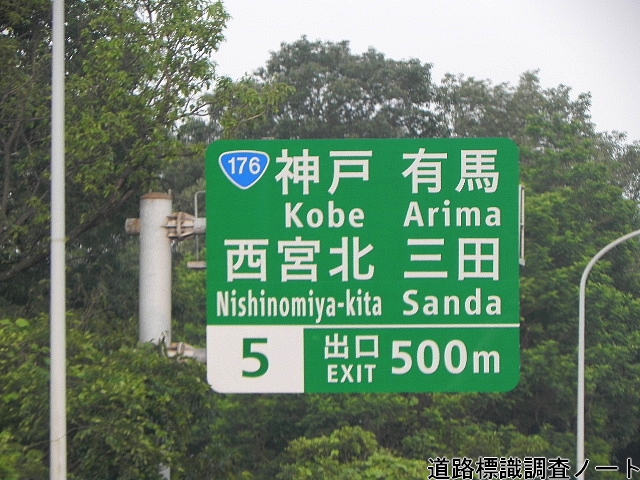 176 神戸 有馬
Kobe Arima
西宮北 三田
Nishinomiya-kita Sanda
5 出口 500m
EXIT
道路標識調査ノート